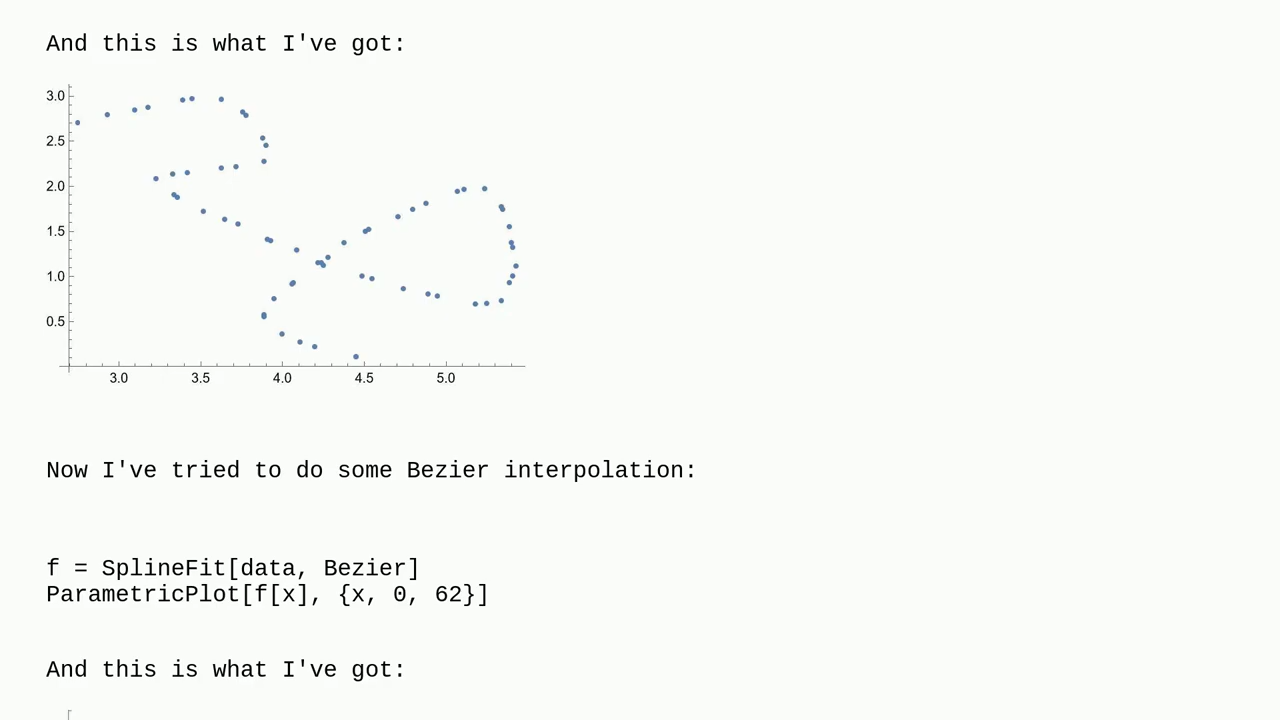 And this is what I've got:
3.0
2.5
2.0
1.5
1.0
0.5
3.0 3.5 4.0 4.5 5.0
Now I've tried to do some Bezier interpolation:
f = SplineFit[data, Bezier]
ParametricPlot[f[x], {x, 0, 62}]
And this is what I've got: